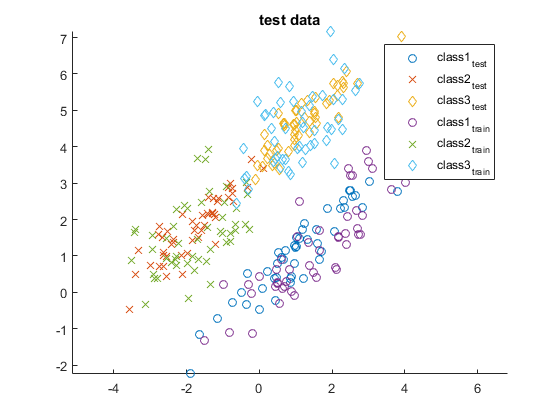 test data
7
6
5
4
3
2
1
0
-1
-2
-4
-2
0
2
4
6
class1test
class2test
class3test
class1train
class2train
class3train